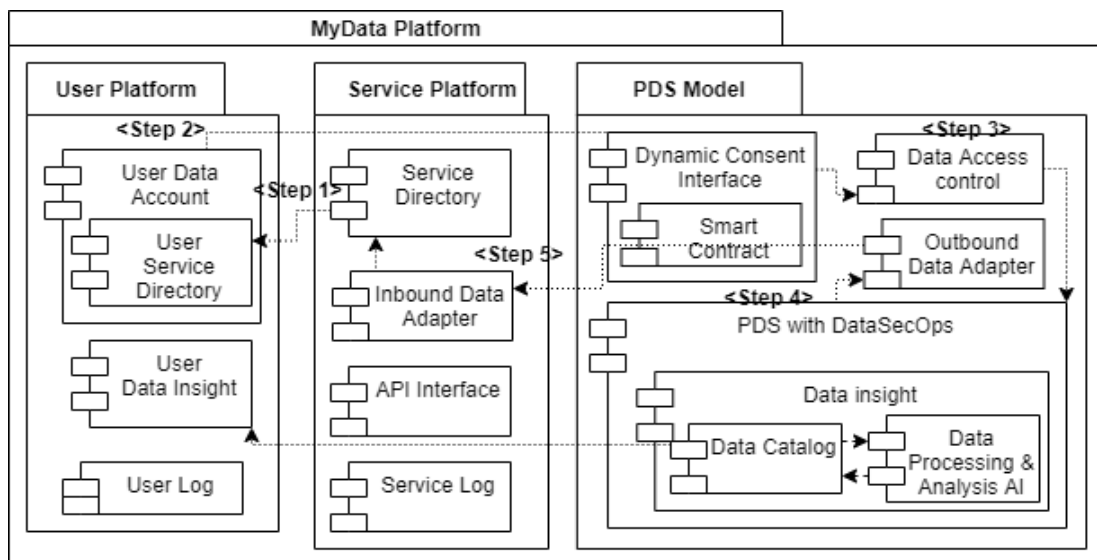 MyData Platform
User Platform
Service Platform
PDS Model
<Step 2>
<Step 3>
User Data
Account
<Step 1>
Service
Directory
Dynamic Consent
Interface
Data Access
control
User
Service
Directory
Smart
Contract
Outbound
Data Adapter
<Step 5>
Inbound Data
Adapter
<Step 4>
PDS with DataSecOps
User
Data Insight
API Interface
Data insight
Data Catalog
Data
Processing &
Analysis AI
User Log
Service Log